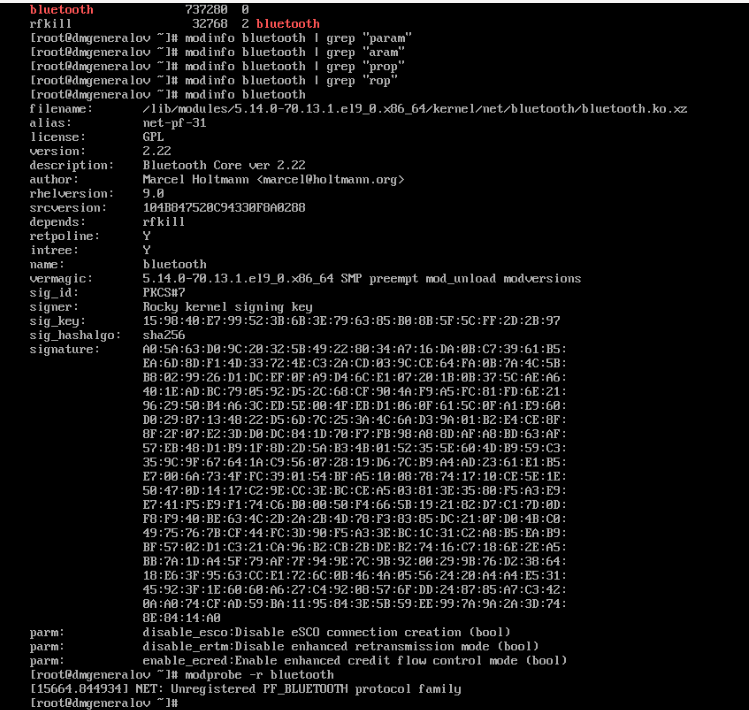 bluetooth 737280 0
rfkill 32768 2 bluetooth
[root@dmgeneralov ~]# modinfo bluetooth | grep "param"
[root@dmgeneralov ~]# modinfo bluetooth | grep "aram"
[root@dmgeneralov ~]# modinfo bluetooth | grep "prop"
[root@dmgeneralov ~]# modinfo bluetooth | grep "rop"
[root@dmgeneralov ~]# modinfo bluetooth
filename: /lib/modules/5.14.0-70.13.1.el9_0.x86_64/kernel/net/bluetooth/bluetooth.ko.xz
alias: net-pf-31
license: GPL
version: 2.22
description: Bluetooth Core ver 2.22
author: Marcel Holtmann <marcel@holtmann.org>
rhelversion: 9.0
srcversion: 104B847520C94330F8A0288
depends: rfkill
retpoline: Y
intree: Y
name: bluetooth
vermagic: 5.14.0-70.13.1.el9_0.x86_64 SMP preempt mod_unload modversions
sig_id: PKCS#7
signer: Rocky kernel signing key
sig_key: 15:98:40:E7:99:52:3B:6B:3E:79:63:85:B0:8B:5F:5C:FF:2D:2B:97
sig_hashalgo: sha256
signature: A0:5A:63:D0:9C:20:32:5B:49:22:80:34:A7:16:DA:0B:C7:39:61:B5:
EA:6D:8D:F1:4D:33:72:4E:C3:2A:CD:03:9C:CE:64:FA:0B:7A:4C:5B:
B8:02:99:26:D1:DC:EF:0F:A9:D4:6C:E1:07:20:1B:0B:37:5C:AE:A6:
40:1E:AD:BC:79:05:92:D5:2C:68:CF:90:4A:F9:A5:FC:81:FD:6E:21:
96:29:50:B4:A6:3C:ED:5E:00:4F:EB:D1:06:0F:61:5C:0F:A1:E9:60:
D0:29:87:13:48:22:D5:6D:7C:25:3A:4C:6A:D3:9A:01:B2:E4:CE:8F:
8F:2F:07:E2:3D:D0:DC:84:1D:70:F7:FB:98:A8:8D:AF:A8:BD:63:AF:
57:EB:48:D1:B9:1F:8D:2D:5A:B3:4B:01:52:35:5E:60:4D:B9:59:C3:
35:9C:9F:67:64:1A:C9:56:07:28:19:D6:7C:B9:A4:AD:23:61:E1:B5:
E7:00:6A:73:4F:FC:39:01:54:BF:A5:10:08:78:74:17:10:CE:5E:1E:
50:47:0D:14:17:C2:9E:CC:3E:BC:CE:A5:03:81:3E:35:80:F5:A3:E9:
E7:41:F5:E9:F1:74:C6:B0:00:50:F4:66:5B:19:21:82:D7:C1:7D:0D:
F8:F9:40:BE:63:4C:2D:2A:2B:4D:78:F3:83:85:DC:21:0F:D0:4B:C0:
49:75:76:7B:CF:44:FC:3D:90:F5:A3:3E:BC:1C:31:C2:A8:B5:EA:B9:
BF:57:02:D1:C3:21:CA:96:B2:CB:2B:DE:B2:74:16:C7:18:6E:2E:A5:
BB:7A:1D:A4:5F:79:AF:7F:94:9E:7C:9B:92:00:29:9B:76:D2:38:64:
18:E6:3F:95:63:CC:E1:72:6C:0B:46:4A:05:56:24:20:A4:A4:E5:31:
45:92:3F:1E:60:60:A6:27:C4:92:08:57:6F:DD:24:87:85:A7:C3:42:
0A:A0:74:CF:AD:59:BA:11:95:84:3E:5B:59:EE:99:7A:9A:2A:3D:74:
8E:84:14:A0
parm: disable_esco:Disable eSCO connection creation (bool)
parm: disable_ertm:Disable enhanced retransmission mode (bool)
parm: enable_ecred:Enable enhanced credit flow control mode (bool)
[root@dmgeneralov ~]# modprobe -r bluetooth
[15664.844934] NET: Unregistered PF_BLUETOOTH protocol family
[root@dmgeneralov ~]#